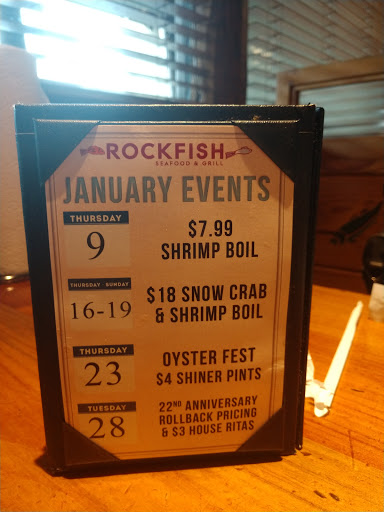 ROCKFISH
SEAFOOD & GRILL
JANUARY EVENTS
THURSDAY
9
$7.99
SHRIMP BOIL
THURSDAY SUNDAY
16-19
$18 SNOW CRAB
& SHRIMP BOIL
THURSDAY
23
OYSTER FEST
$4 SHINER PINTS
TUESDAY
28
22ND ANNIVERSARY
ROLLBACK PRICING
& $3 HOUSE RITAS